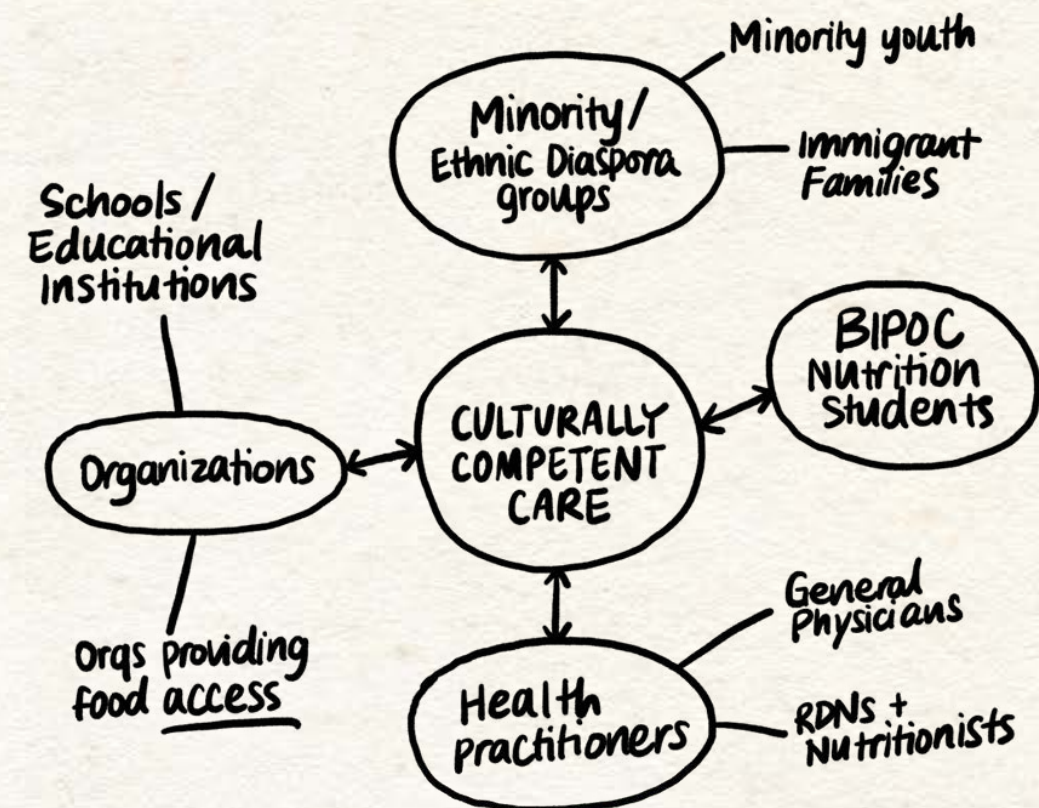 Minority youth
Minority/
Ethnic Diaspora
groups
Immigrant
Families
Schools/
Educational
Institutions
BIPOC
Nutrition
Students
CULTURALLY
COMPETENT
CARE
Organizations
Orgs providing
food access
Health
practitioners
General
Physicians
RDNs +
Nutritionists